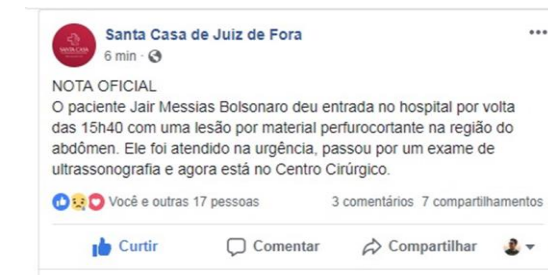 Santa Casa de Juiz de Fora
6 min ·
SANTA CASA
NOTA OFICIAL
O paciente Jair Messias Bolsonaro deu entrada no hospital por volta
das 15h40 com uma lesão por material perfurocortante na região do
abdômen. Ele foi atendido na urgência, passou por um exame de
ultrassonografia e agora está no Centro Cirúrgico.
Você e outras 17 pessoas 3 comentários 7 compartilhamentos
Curtir Comentar Compartilhar